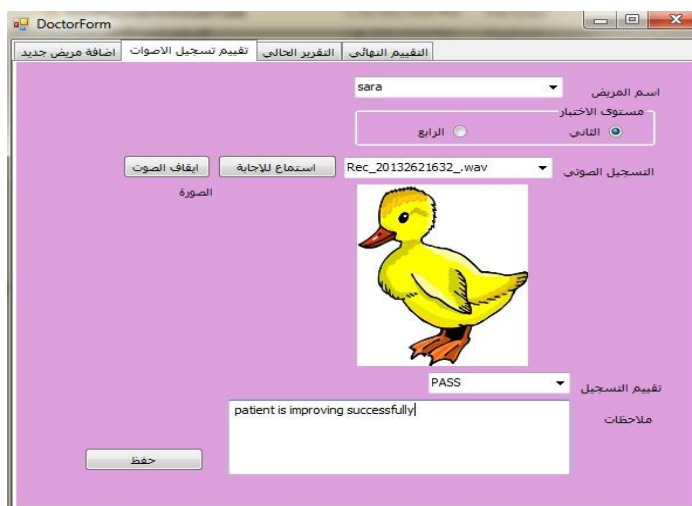 DoctorForm
اضافة مريض جديد
تقييم تسجيل الاصوات
التقرير الحالي
التقييم النهائي
اسم المريض
sara
مستوى الاختبار
الثاني
الرابع
التسجيل الصوتي
Rec_20132621632_.wav
استماع للإجابة
ايقاف الصوت
الصورة
تقييم التسجيل
PASS
ملاحظات
patient is improving successfully
حفظ